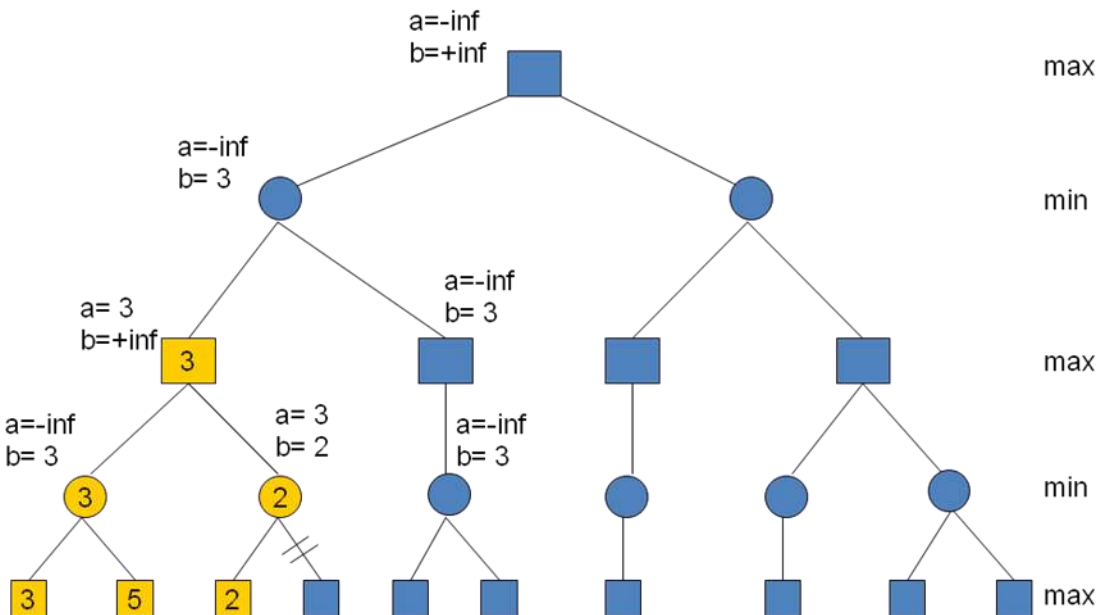 a=-inf
b=+inf
max
a=-inf
b= 3
min
a= 3
b=+inf
3
a=-inf
b= 3
max
a=-inf
b= 3
3
a= 3
b= 2
2
a=-inf
b= 3
min
3
5
2
max